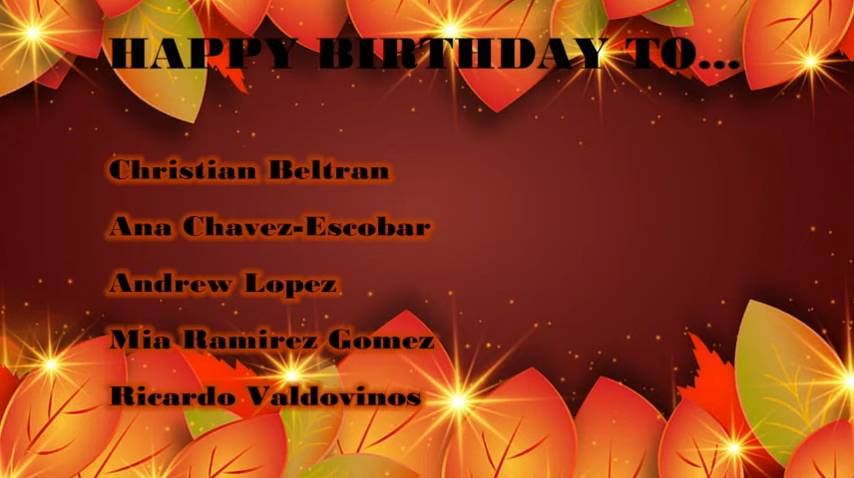 HAPPY BIRTHDAY TO...
Christian Beltran
Ana Chavez-Escobar
Andrew Lopez
Mia Ramirez Gomez
Ricardo Valdovinos